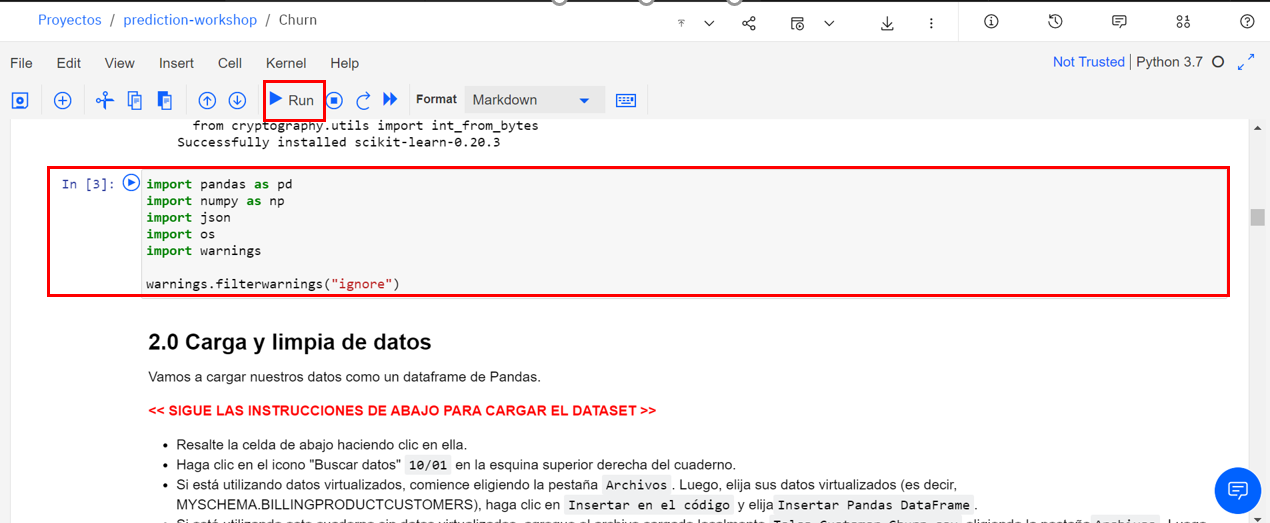 Proyectos / prediction-workshop / Churn
File Edit View Insert Cell Kernel Help
Not Trusted | Python 3.7
Run Format Markdown
from cryptography.utils import int_from_bytes
Successfully installed scikit-learn-0.20.3
In [3]: import pandas as pd
import numpy as np
import json
import os
import warnings
warnings.filterwarnings("ignore")
2.0 Carga y limpia de datos
Vamos a cargar nuestros datos como un dataframe de Pandas.
<< SIGUE LAS INSTRUCCIONES DE ABAJO PARA CARGAR EL DATASET >>
• Resalte la celda de abajo haciendo clic en ella.
• Haga clic en el icono "Buscar datos" 10/01 en la esquina superior derecha del cuaderno.
• Si está utilizando datos virtualizados, comience eligiendo la pestaña Archivos. Luego, elija sus datos virtualizados (es decir,
MYSCHEMA.BILLINGPRODUCTCUSTOMERS), haga clic en Insertar en el código y elija Insertar Pandas DataFrame.